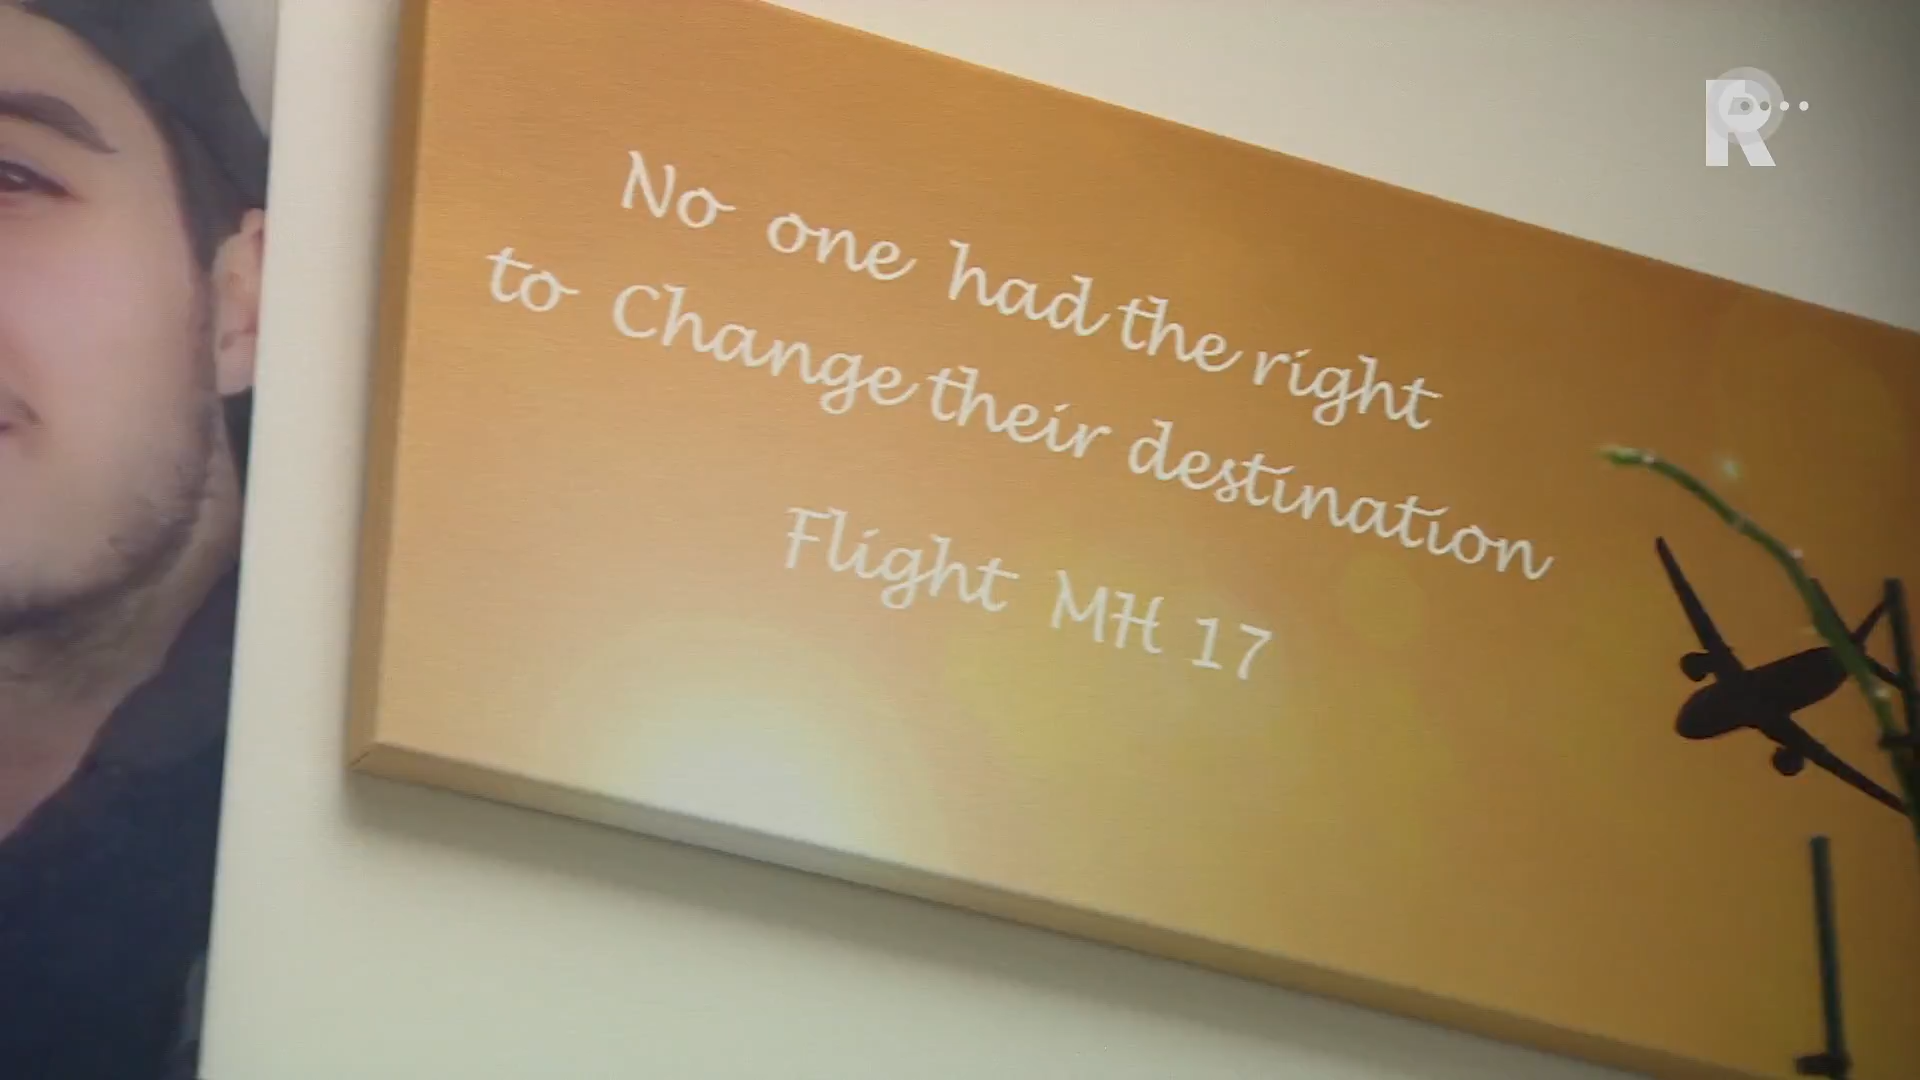 No one had the right
to Change their destination
Flight MH 17
R